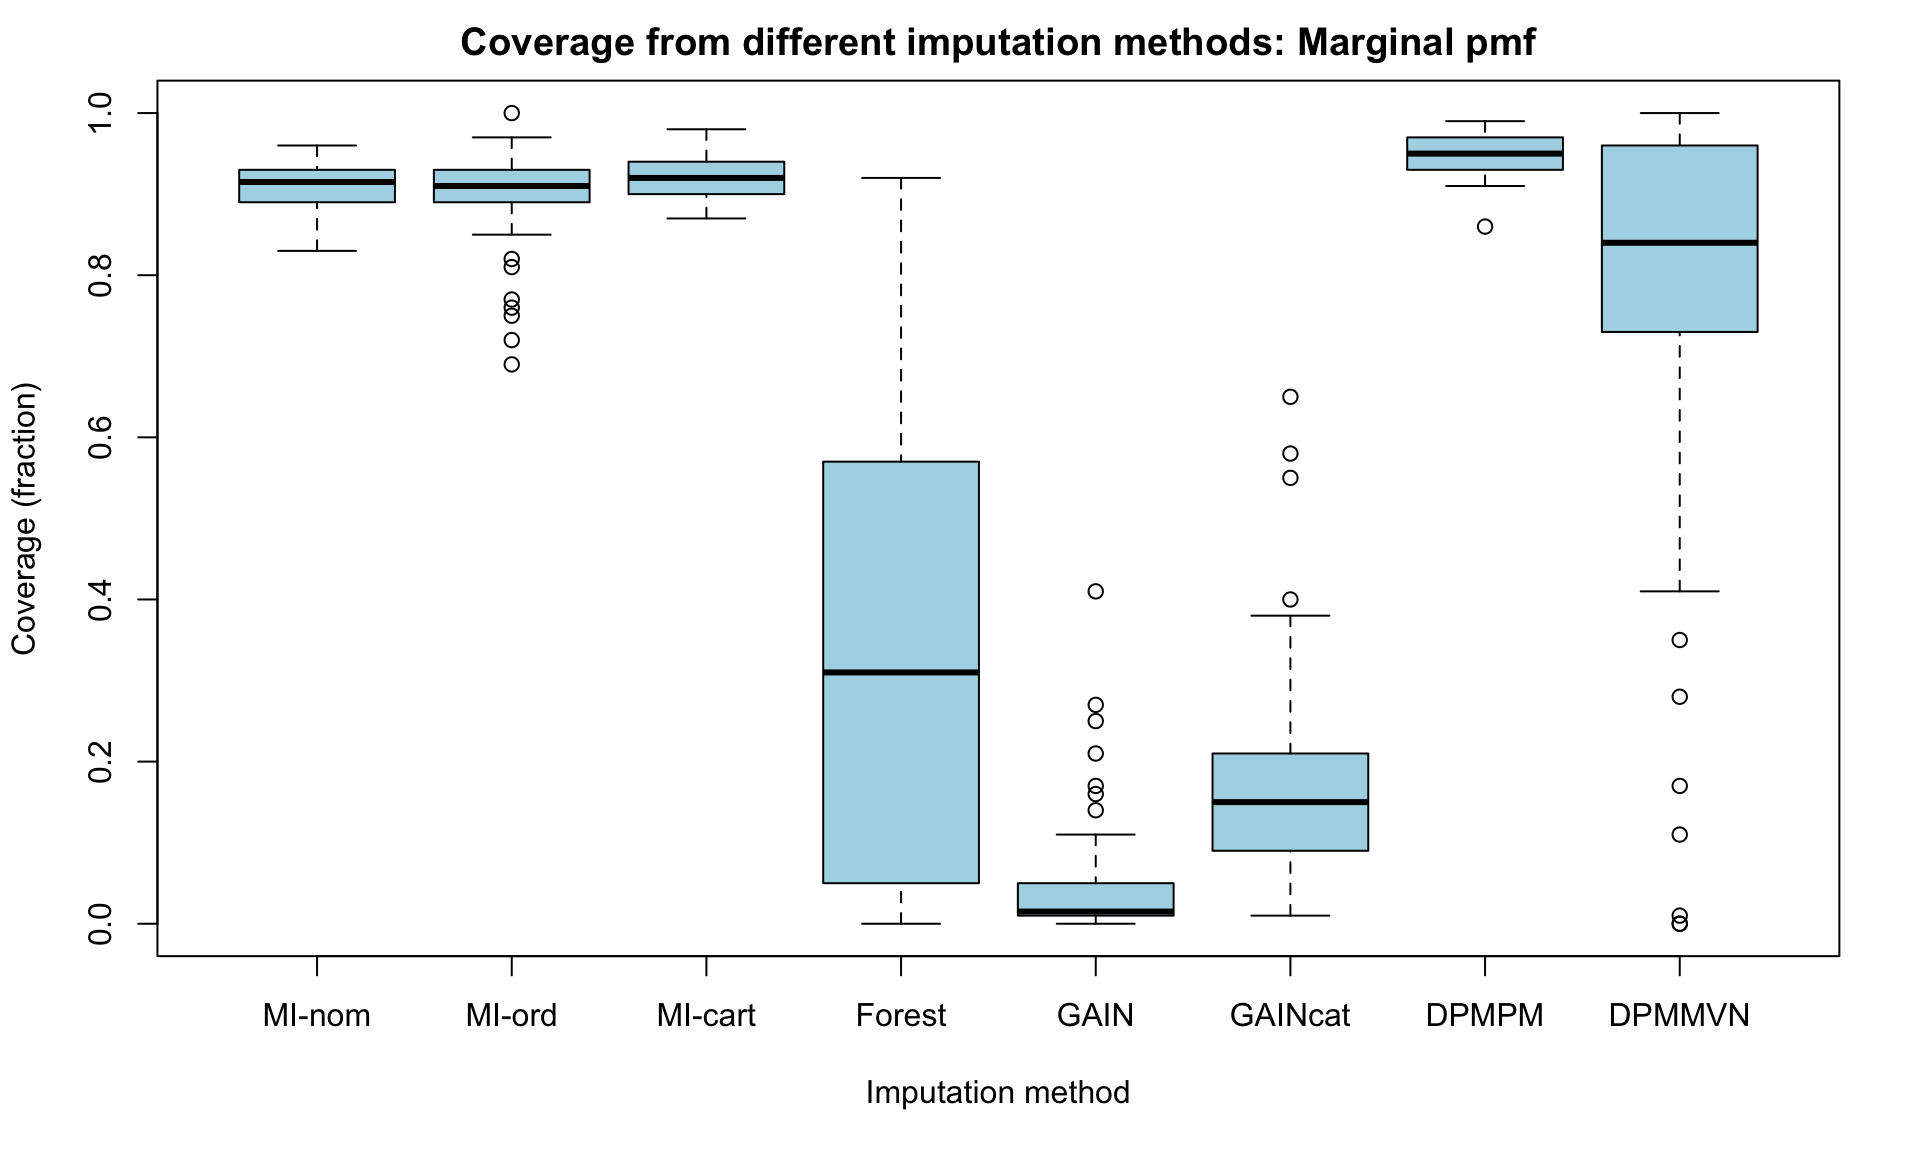 Coverage from different imputation methods: Marginal pmf
Coverage (fraction)
1.0
0.8
0.6
0.4
0.2
0.0
MI-nom MI-ord MI-cart Forest GAIN GAINcat DPMPM DPMMVN
Imputation method